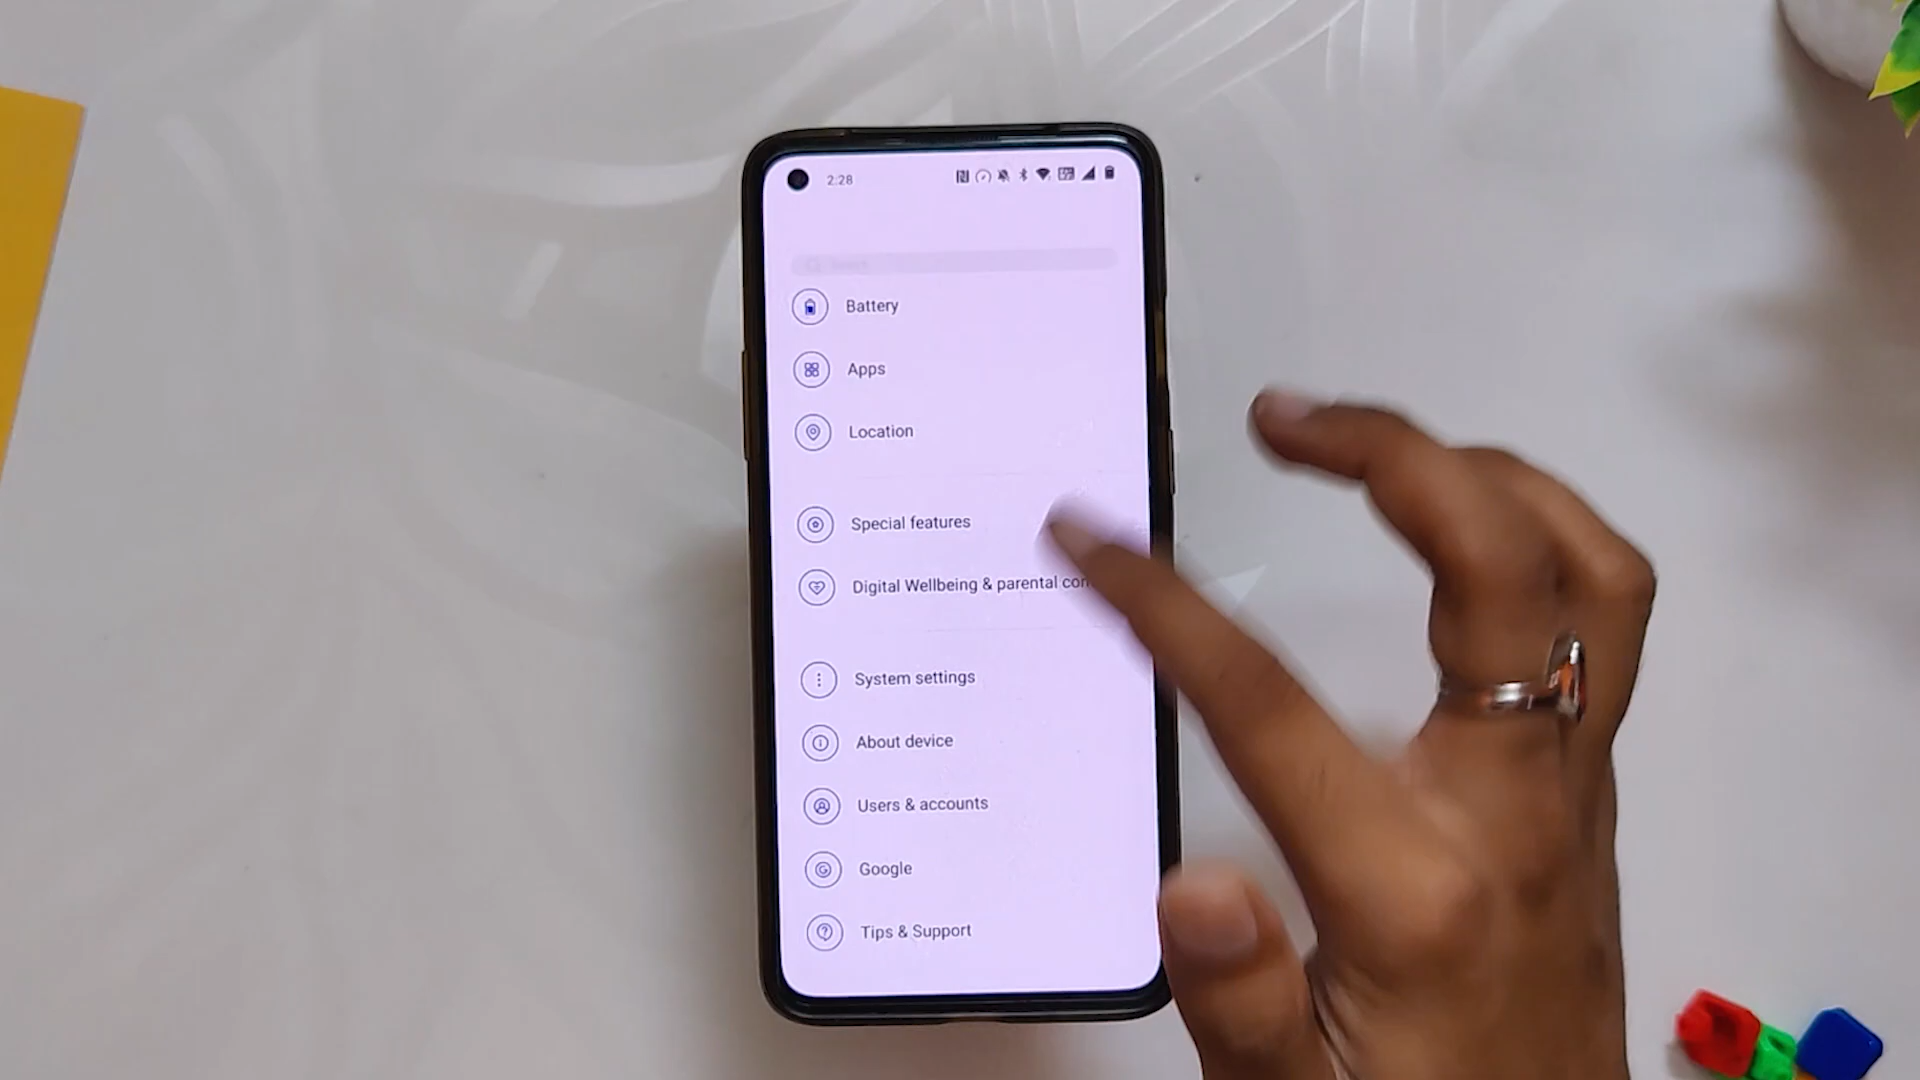 2:28
Battery
Apps
Location
Special features
Digital Wellbeing & parental con
System settings
About device
Users & accounts
Google
Tips & Support